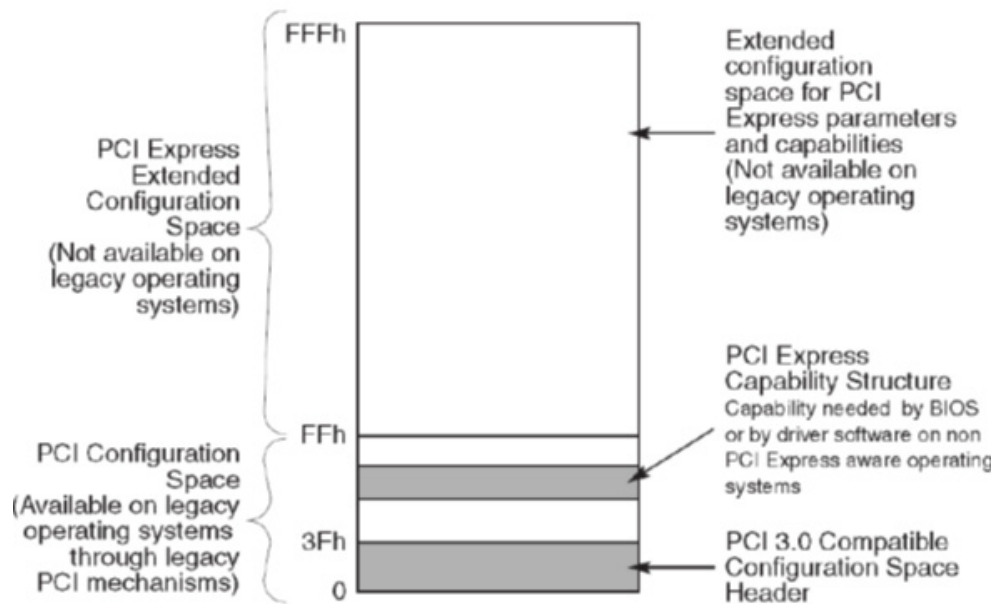 FFFh
PCI Express
Extended
Configuration
Space
(Not available on
legacy operating
systems)
Extended
configuration
space for PCI
Express parameters
and capabilities
(Not available on
legacy operating
systems)
FFh
PCI Configuration
Space
(Available on legacy
operating systems
through legacy
PCI mechanisms)
3Fh
0
PCI Express
Capability Structure
Capability needed by BIOS
or by driver software on non
PCI Express aware operating
systems
PCI 3.0 Compatible
Configuration Space
Header